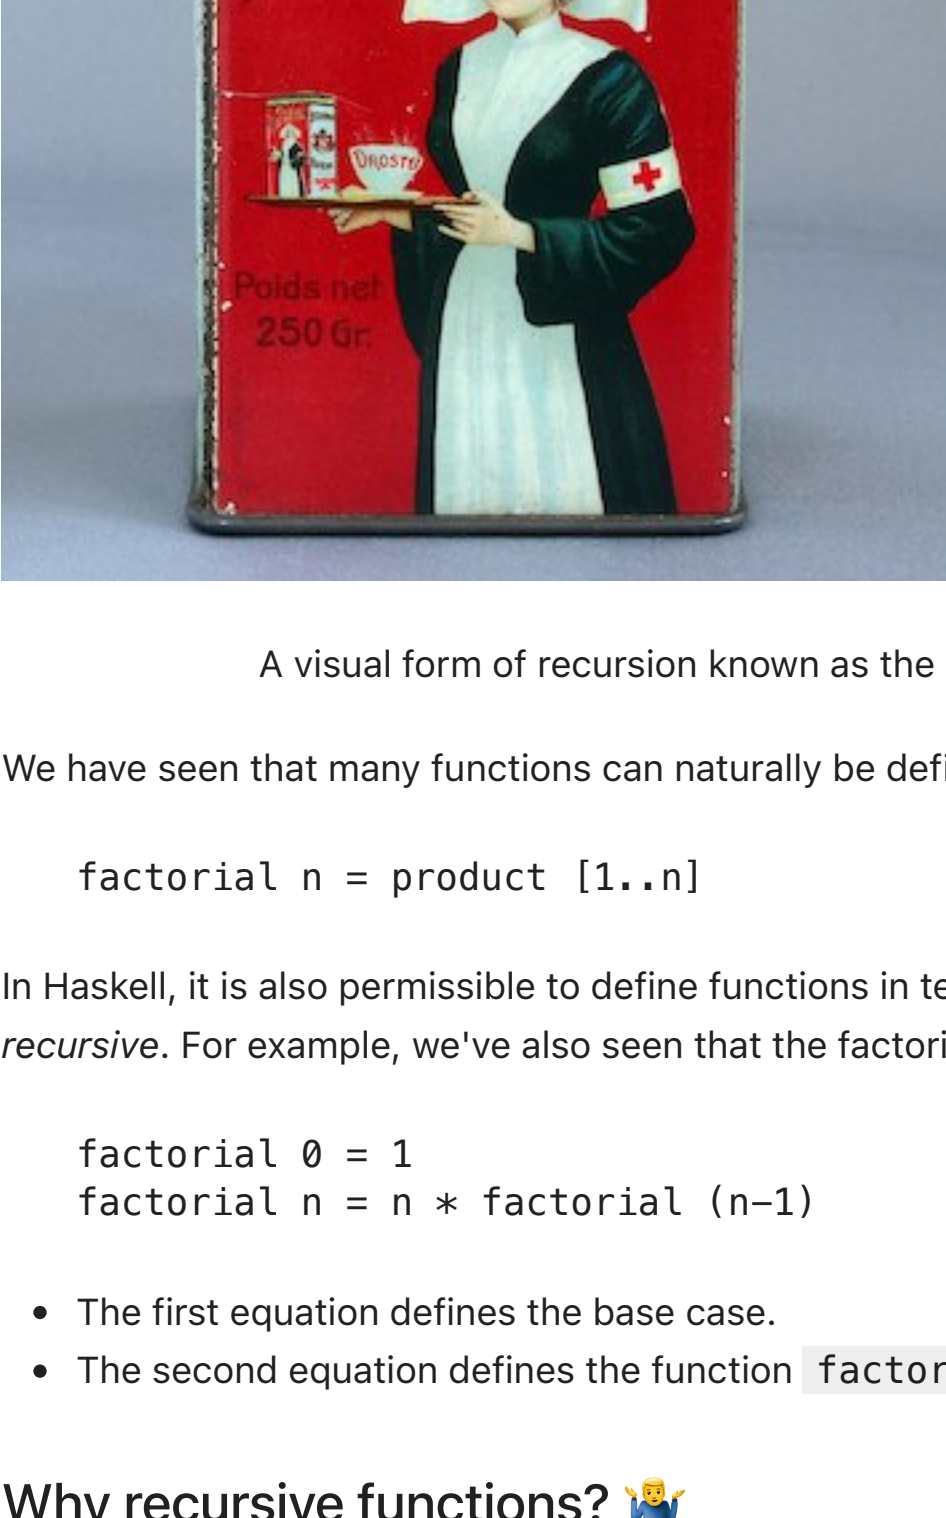 DROSTE
Poids net
250 Gr.
A visual form of recursion known as the
We have seen that many functions can naturally be defi
factorial n = product [1..n]
In Haskell, it is also permissible to define functions in te
recursive. For example, we've also seen that the factori
factorial 0 = 1
factorial n = n * factorial (n-1)
• The first equation defines the base case.
• The second equation defines the function factor
Why recursive functions? 🤷‍♂️